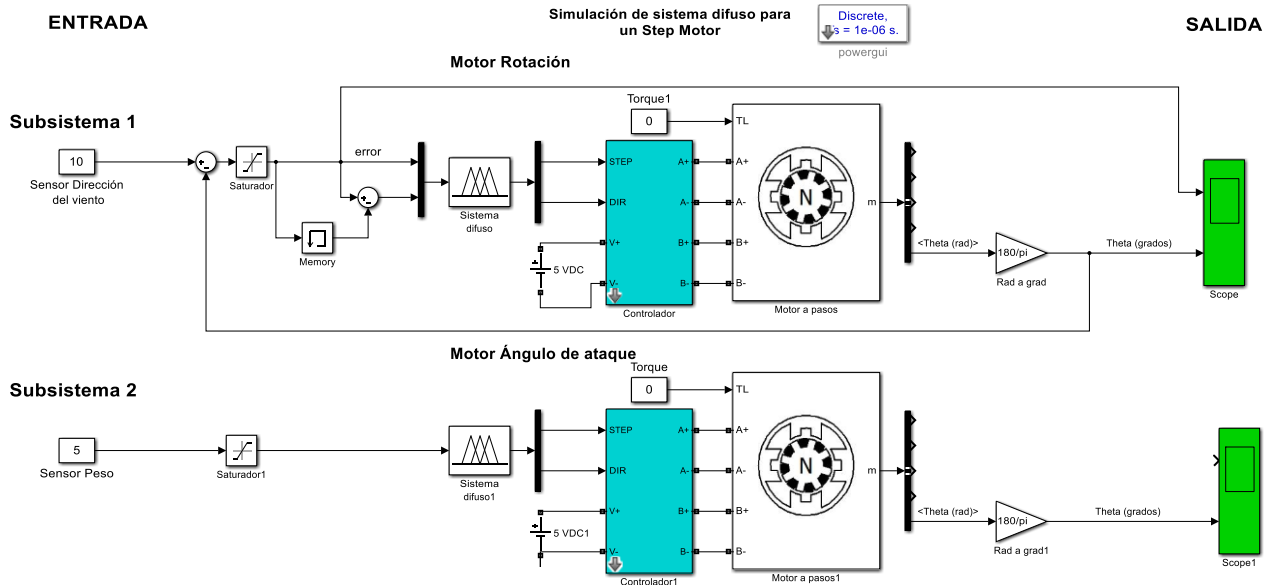 ENTRADA
Simulación de sistema difuso para
un Step Motor
Discrete,
s = 1e-06 s.
powergui
SALIDA
Motor Rotación
Subsistema 1
10
Sensor Dirección
del viento
+
-
Saturador
error
+
-
Memory
Sistema
difuso
Torque1
0
STEP
DIR
V+
V-
A+
A-
B+
B-
+
5 VDC
Controlador
TL
A+
A-
B+
B-
N
m
Motor a pasos
<Theta (rad)>
180/pi
Rad a grad
Theta (grados)
Scope
Motor Ángulo de ataque
Subsistema 2
5
Sensor Peso
Saturador1
Sistema
difuso1
Torque
0
STEP
DIR
V+
V-
A+
A-
B+
B-
+
5 VDC1
Controlador1
TL
A+
A-
B+
B-
N
m
Motor a pasos1
<Theta (rad)>
180/pi
Rad a grad1
Theta (grados)
Scope1